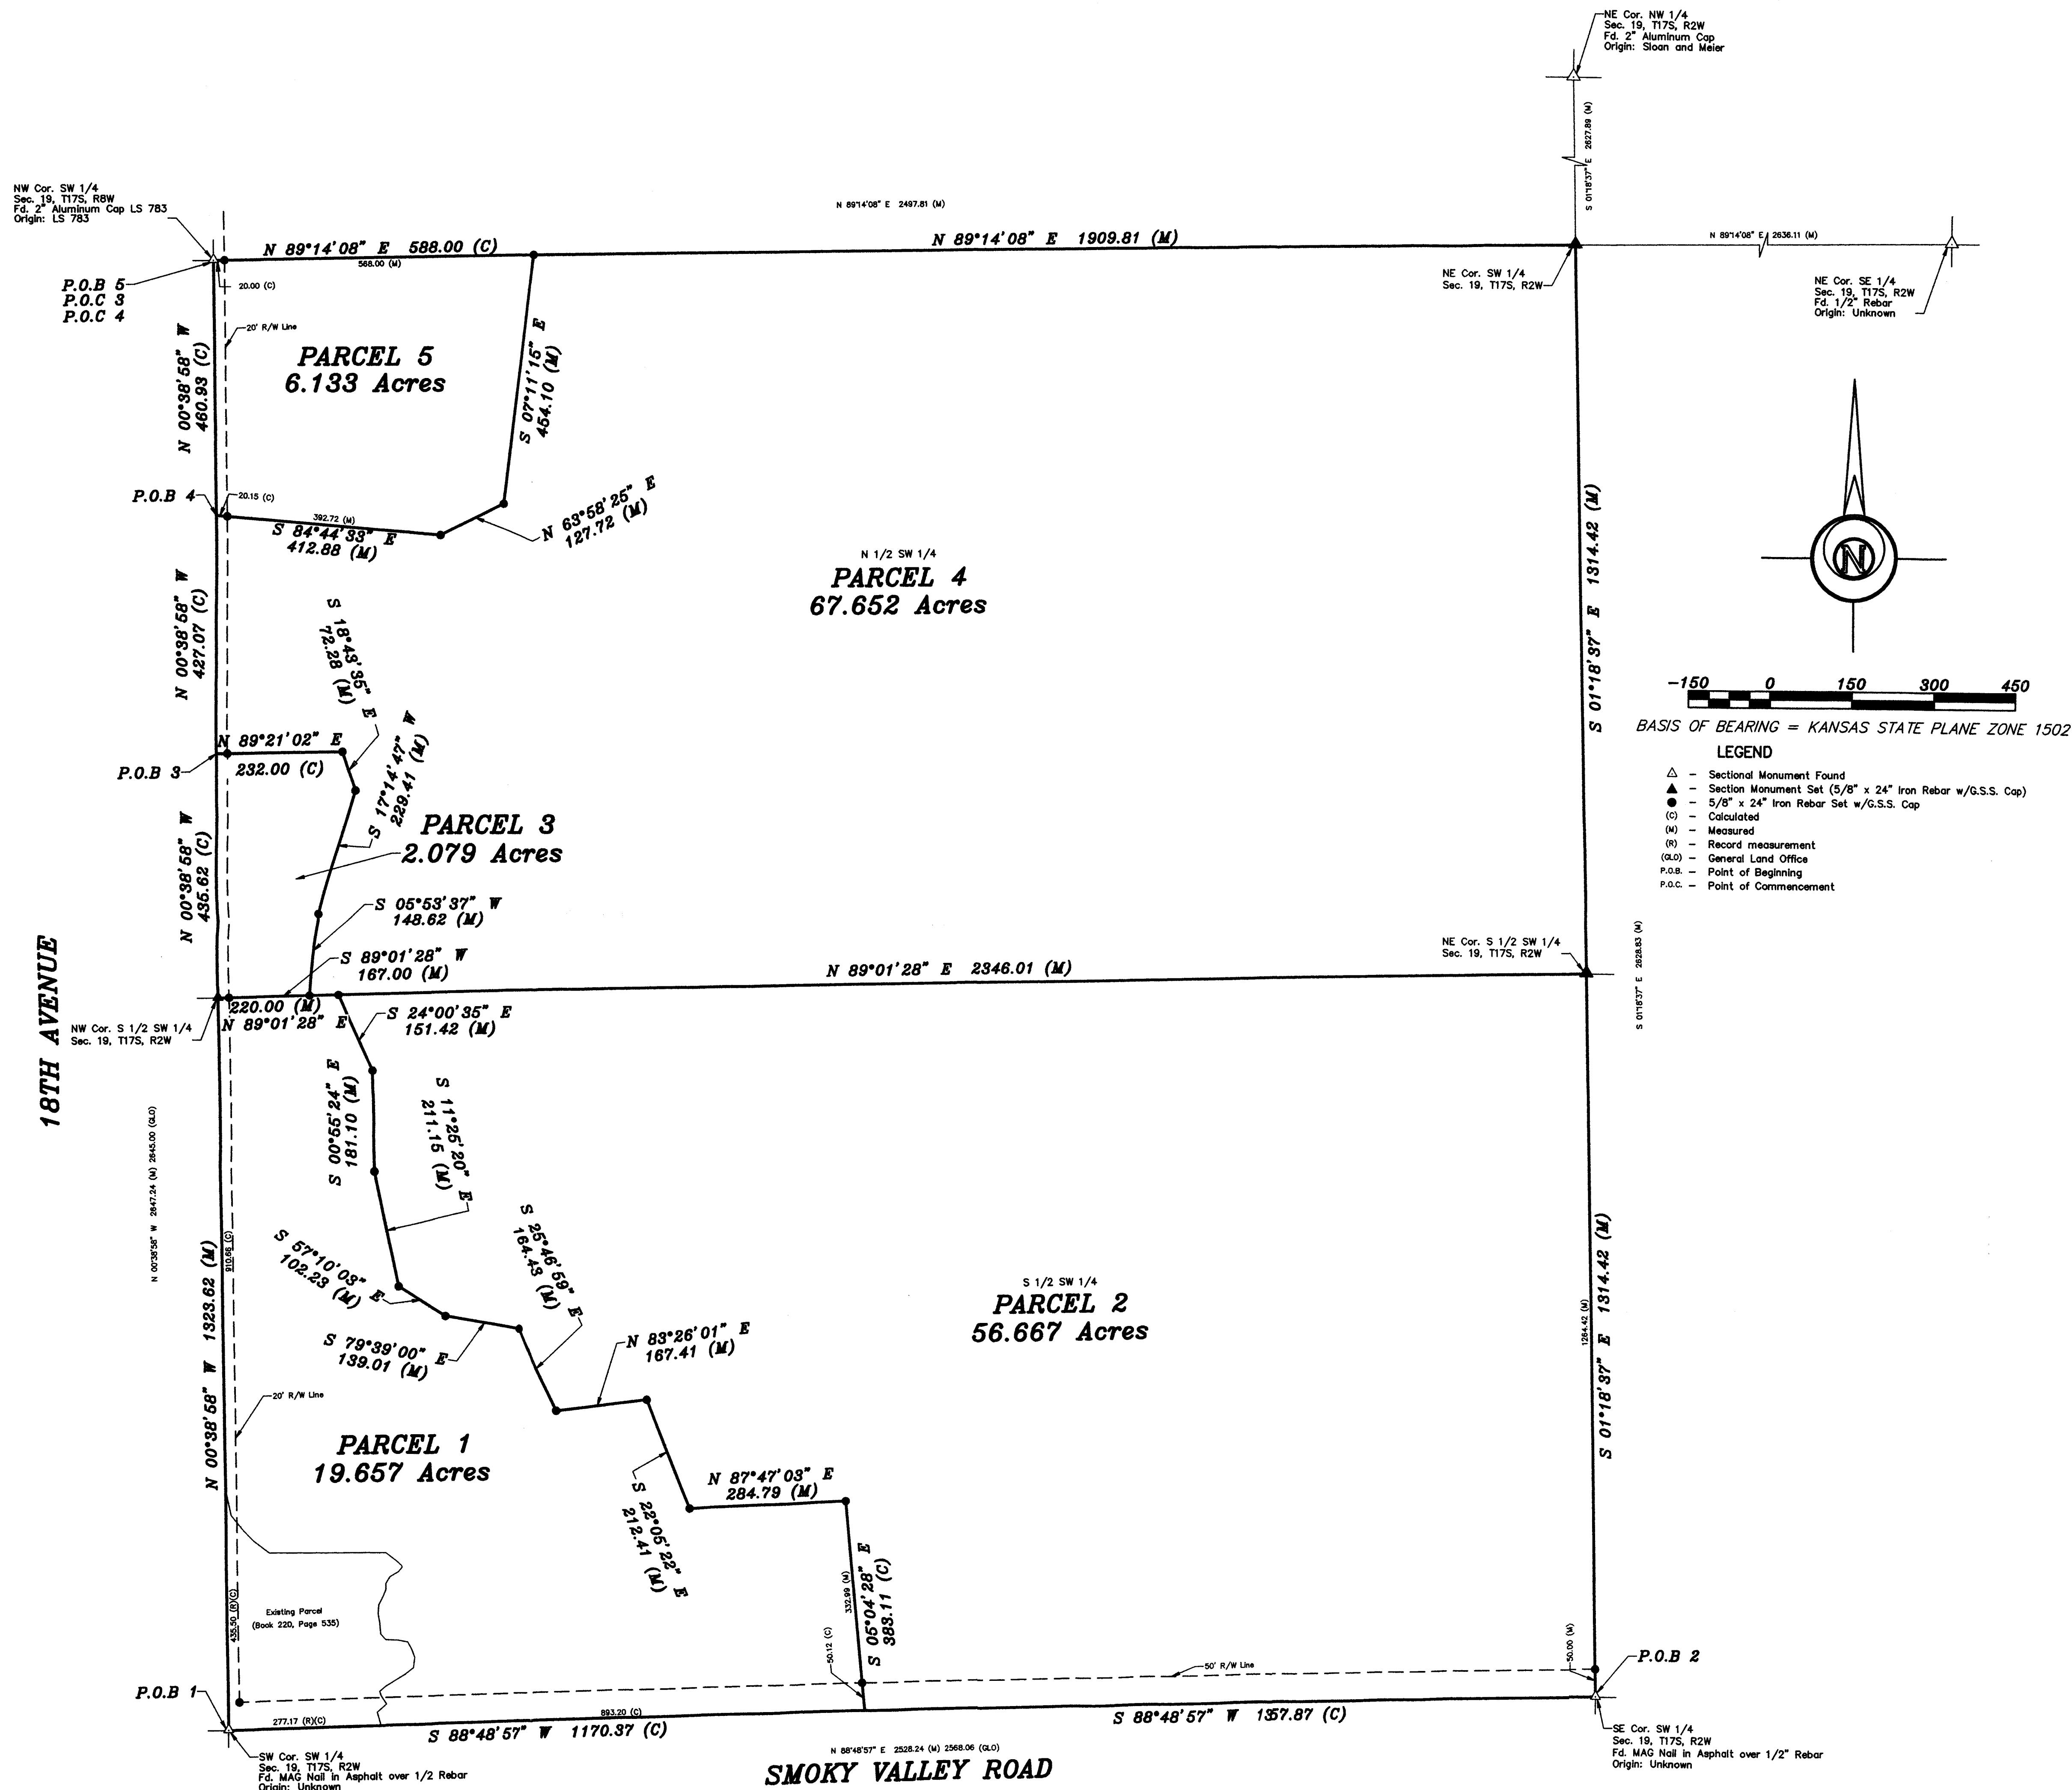 NE Cor. NW 1/4
Sec. 19, T17S, R2W
Fd. 2" Aluminum Cap
Origin: Sloan and Meier
S 01°18'37" E 2627.89 (M)
NW Cor. SW 1/4
Sec. 19, T17S, R8W
Fd. 2" Aluminum Cap LS 783
Origin: LS 783
N 89°14'08" E 2497.81 (M)
N 89°14'08" E 588.00 (C)
568.00 (M)
N 89°14'08" E 1909.81 (M)
N 89°14'08" E 2636.11 (M)
NE Cor. SW 1/4
Sec. 19, T17S, R2W
NE Cor. SE 1/4
Sec. 19, T17S, R2W
Fd. 1/2" Rebar
Origin: Unknown
P.O.B 5
P.O.C 3
P.O.C 4
20.00 (C)
20' R/W Line
N 00°38'58" W
460.93 (C)
PARCEL 5
6.133 Acres
S 07°11'15" E
454.10 (M)
P.O.B 4
20.15 (C)
392.72 (M)
S 84°44'33" E
412.88 (M)
N 63°58'25" E
127.72 (M)
N 1/2 SW 1/4
PARCEL 4
67.652 Acres
S 01°18'37" E 1314.42 (M)
N
N 00°38'58" W
427.07 (C)
S 18°43'35" E
72.28 (M)
-150 0 150 300 450
BASIS OF BEARING = KANSAS STATE PLANE ZONE 1502
LEGEND
△ - Sectional Monument Found
▲ - Section Monument Set (5/8" x 24" Iron Rebar w/G.S.S. Cap)
● - 5/8" x 24" Iron Rebar Set w/G.S.S. Cap
(C) - Calculated
(M) - Measured
(R) - Record measurement
(GLO) - General Land Office
P.O.B. - Point of Beginning
P.O.C. - Point of Commencement
P.O.B 3
N 89°21'02" E
232.00 (C)
S 17°14'47" W
229.41 (M)
PARCEL 3
2.079 Acres
N 00°38'58" W
435.62 (C)
S 05°53'37" W
148.62 (M)
S 89°01'28" W
167.00 (M)
N 89°01'28" E 2346.01 (M)
NE Cor. S 1/2 SW 1/4
Sec. 19, T17S, R2W
S 01°18'37" E 2628.83 (M)
18TH AVENUE
220.00 (M)
N 89°01'28" E
NW Cor. S 1/2 SW 1/4
Sec. 19, T17S, R2W
S 24°00'35" E
151.42 (M)
S 00°55'24" E
181.10 (M)
S 11°25'20" E
211.15 (M)
N 00°38'58" W 2647.24 (M) 2645.00 (GLO)
N 00°38'58" W 1323.62 (M)
910.66 (C)
S 57°10'03" E
102.23 (M)
S 25°46'59" E
164.43 (M)
S 79°39'00" E
139.01 (M)
N 83°26'01" E
167.41 (M)
S 1/2 SW 1/4
PARCEL 2
56.667 Acres
1264.42 (M)
S 01°18'37" E 1314.42 (M)
20' R/W Line
PARCEL 1
19.657 Acres
S 22°05'22" E
212.41 (M)
N 87°47'03" E
284.79 (M)
332.99 (M)
S 05°04'28" E
383.11 (C)
435.50 (R)(C)
Existing Parcel
(Book 220, Page 535)
50.12 (C)
50' R/W Line
50.00 (M)
P.O.B 2
P.O.B 1
277.17 (R)(C)
893.20 (C)
S 88°48'57" W 1170.37 (C)
S 88°48'57" W 1357.87 (C)
N 88°48'57" E 2528.24 (M) 2568.06 (GLO)
SMOKY VALLEY ROAD
SW Cor. SW 1/4
Sec. 19, T17S, R2W
Fd. MAG Nail in Asphalt over 1/2 Rebar
Origin: Unknown
SE Cor. SW 1/4
Sec. 19, T17S, R2W
Fd. MAG Nail in Asphalt over 1/2" Rebar
Origin: Unknown